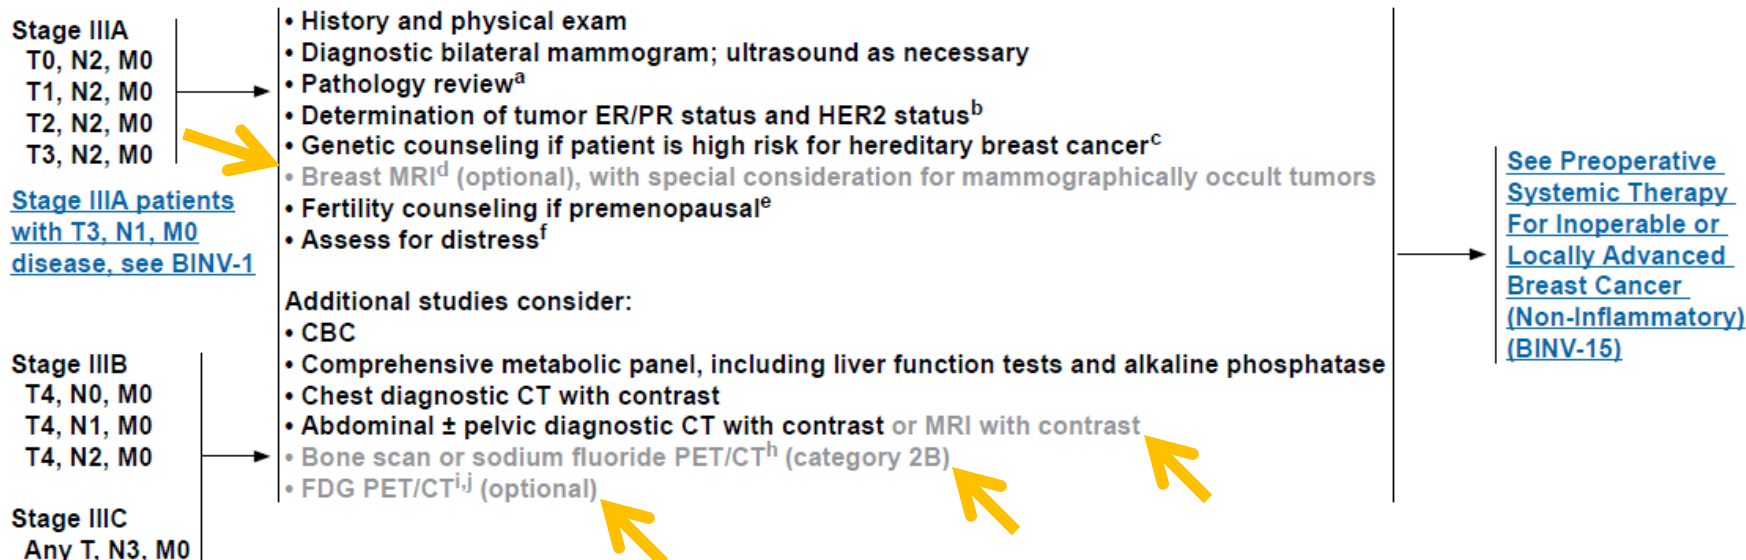 Stage IIIA
T0, N2, M0
T1, N2, M0
T2, N2, M0
T3, N2, M0
Stage IIIA patients
with T3, N1, M0
disease, see BINV-1
Stage IIIB
T4, N0, M0
T4, N1, M0
T4, N2, M0
Stage IIIC
Any T, N3, M0
• History and physical exam
• Diagnostic bilateral mammogram; ultrasound as necessary
• Pathology reviewᵃ
• Determination of tumor ER/PR status and HER2 statusᵇ
• Genetic counseling if patient is high risk for hereditary breast cancerᶜ
• Breast MRIᵈ (optional), with special consideration for mammographically occult tumors
• Fertility counseling if premenopausalᵉ
• Assess for distressᶠ
Additional studies consider:
• CBC
• Comprehensive metabolic panel, including liver function tests and alkaline phosphatase
• Chest diagnostic CT with contrast
• Abdominal ± pelvic diagnostic CT with contrast or MRI with contrast
• Bone scan or sodium fluoride PET/CTʰ (category 2B)
• FDG PET/CTⁱ,ʲ (optional)
See Preoperative
Systemic Therapy
For Inoperable or
Locally Advanced
Breast Cancer
(Non-Inflammatory)
(BINV-15)